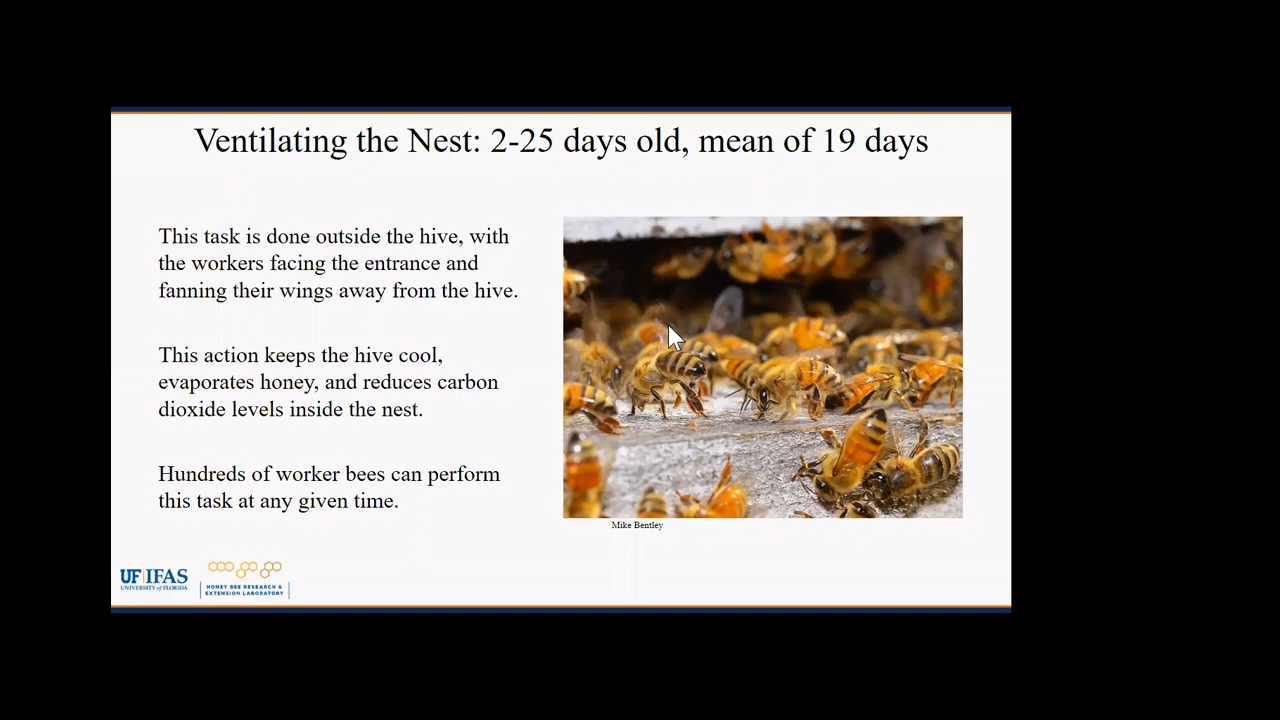 Ventilating the Nest: 2-25 days old, mean of 19 days
This task is done outside the hive, with
the workers facing the entrance and
fanning their wings away from the hive.
This action keeps the hive cool,
evaporates honey, and reduces carbon
dioxide levels inside the nest.
Hundreds of worker bees can perform
this task at any given time.
Mike Bentley
UF IFAS
UNIVERSITY of FLORIDA
HONEY BEE RESEARCH &
EXTENSION LABORATORY